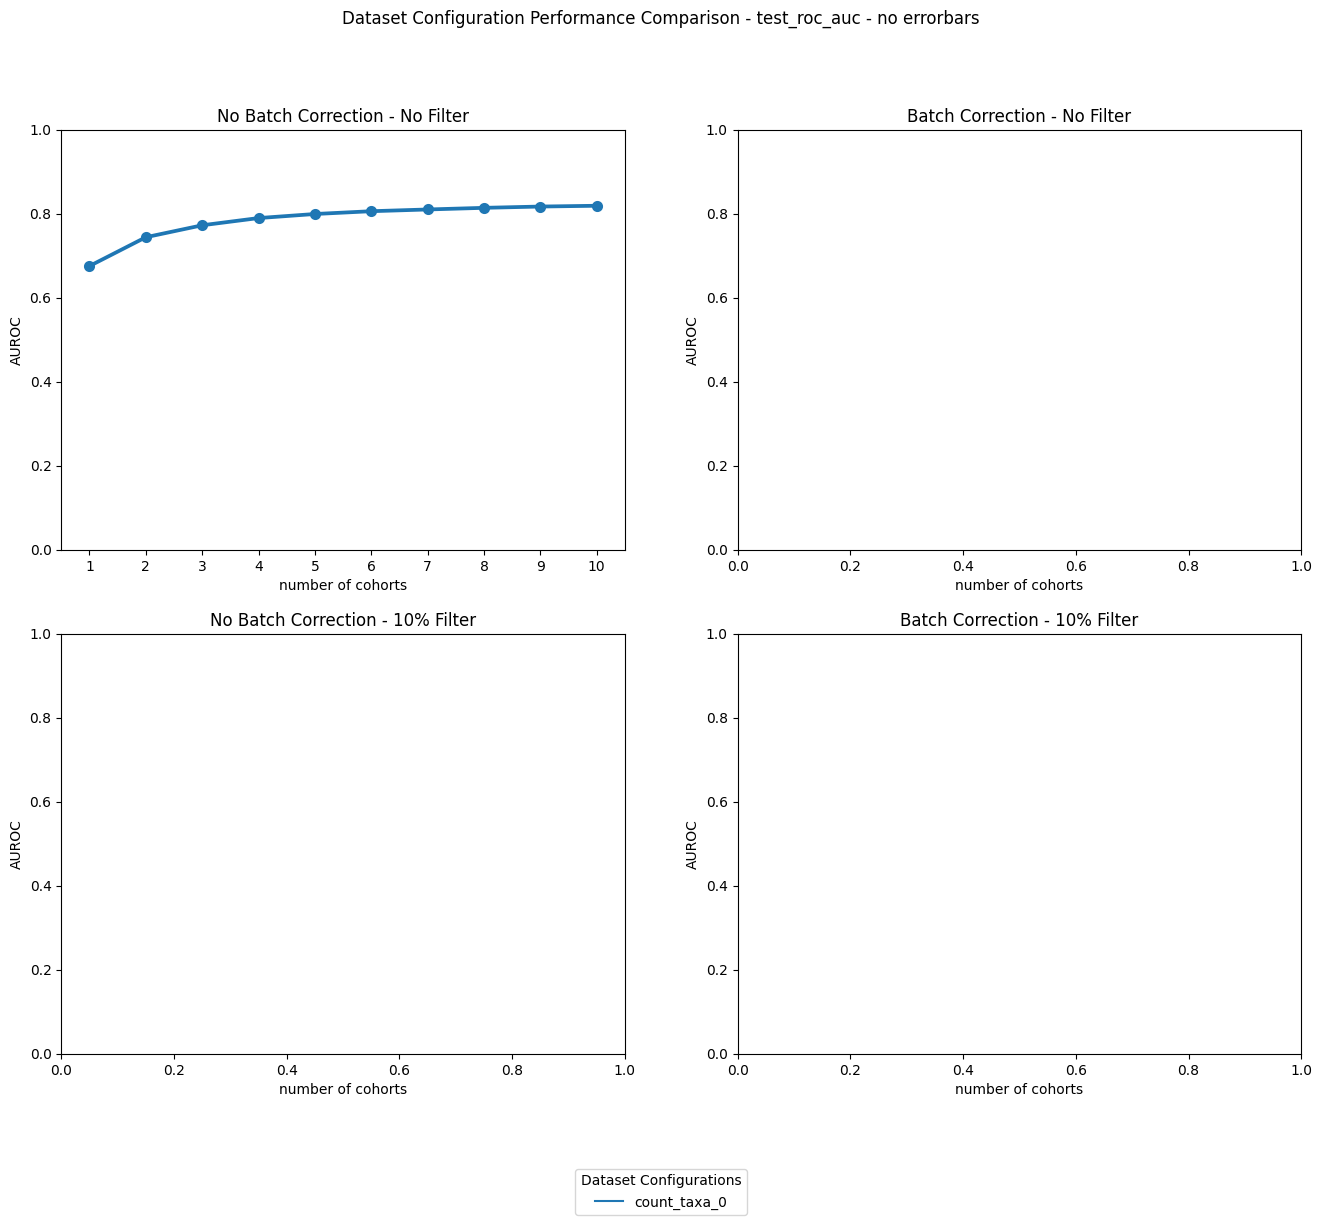 Dataset Configuration Performance Comparison - test_roc_auc - no errorbars
No Batch Correction - No Filter
1.0
0.8
0.6
0.4
0.2
0.0
AUROC
1 2 3 4 5 6 7 8 9 10
number of cohorts
Batch Correction - No Filter
1.0
0.8
0.6
0.4
0.2
0.0
AUROC
0.0 0.2 0.4 0.6 0.8 1.0
number of cohorts
No Batch Correction - 10% Filter
1.0
0.8
0.6
0.4
0.2
0.0
AUROC
0.0 0.2 0.4 0.6 0.8 1.0
number of cohorts
Batch Correction - 10% Filter
1.0
0.8
0.6
0.4
0.2
0.0
AUROC
0.0 0.2 0.4 0.6 0.8 1.0
number of cohorts
Dataset Configurations
count_taxa_0